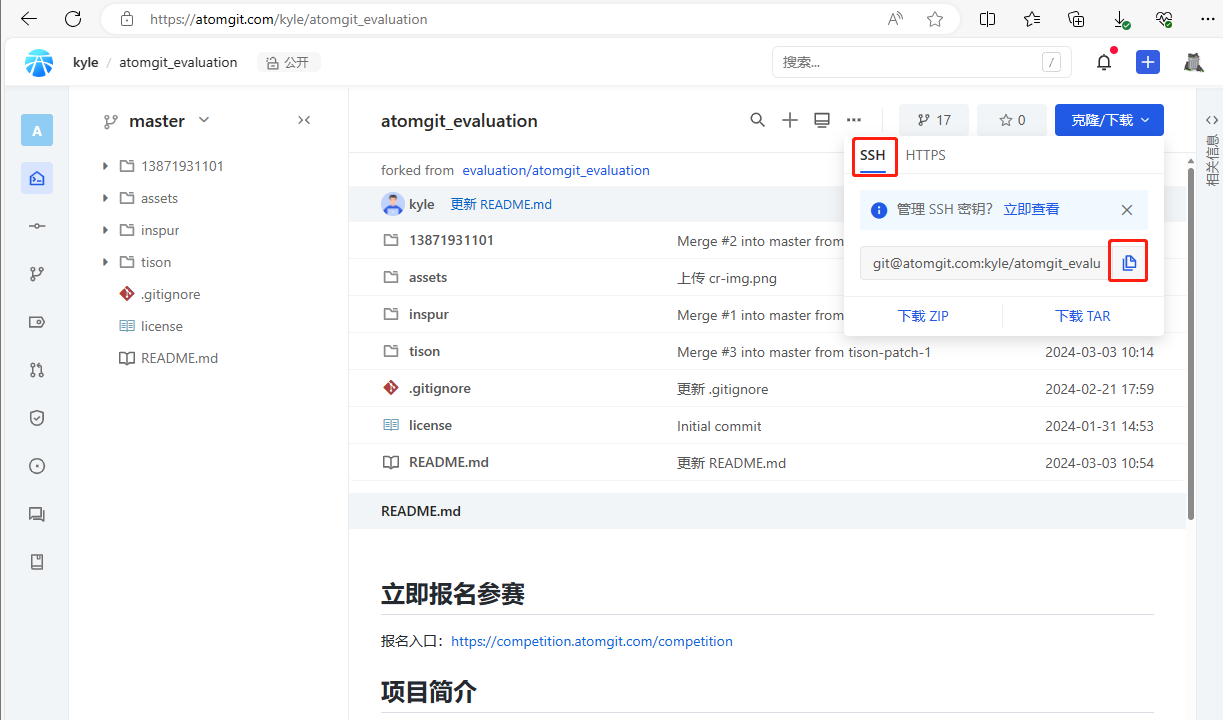 https://atomgit.com/kyle/atomgit_evaluation
kyle / atomgit_evaluation 公开
搜索... /
A
master
13871931101
assets
inspur
tison
.gitignore
license
README.md
atomgit_evaluation
17
0
克隆/下载
forked from evaluation/atomgit_evaluation
kyle 更新 README.md
13871931101 Merge #2 into master from
assets 上传 cr-img.png
inspur Merge #1 into master from
tison Merge #3 into master from tison-patch-1 2024-03-03 10:14
.gitignore 更新 .gitignore 2024-02-21 17:59
license Initial commit 2024-01-31 14:53
README.md 更新 README.md 2024-03-03 10:54
SSH HTTPS
管理 SSH 密钥? 立即查看
git@atomgit.com:kyle/atomgit_evalu
下载 ZIP 下载 TAR
相关信息
README.md
立即报名参赛
报名入口：https://competition.atomgit.com/competition
项目简介